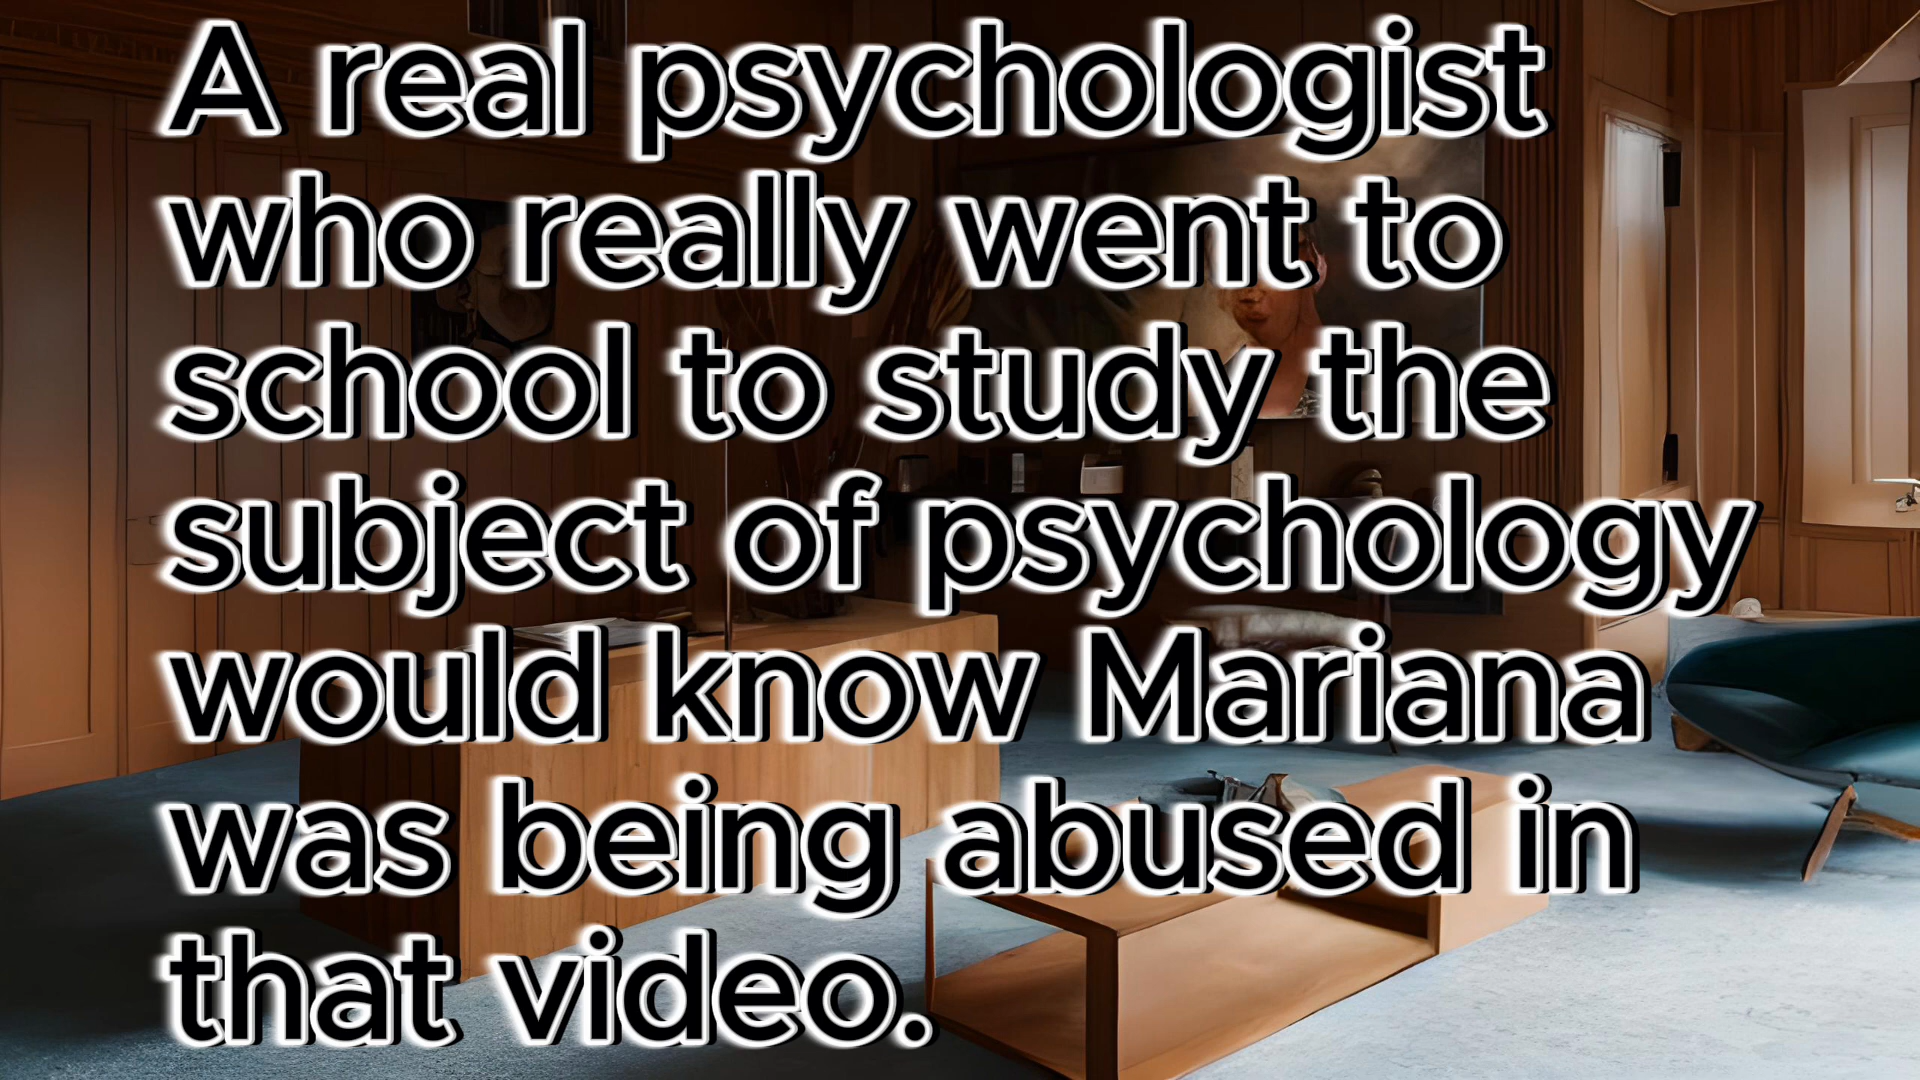 A real psychologist
who really went to
school to study the
subject of psychology
would know Mariana
was being abused in
that video.